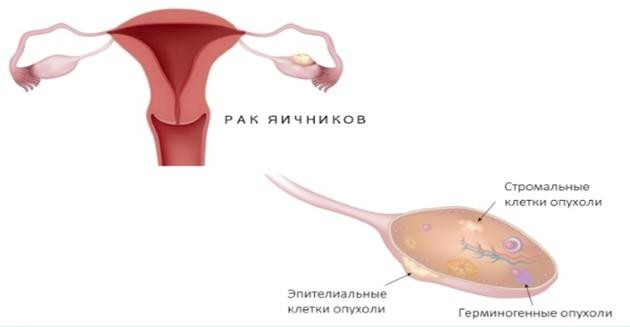 РАК ЯИЧНИКОВ
Стромальные
клетки опухоли
Эпителиальные
клетки опухоли
Герминогенные опухоли